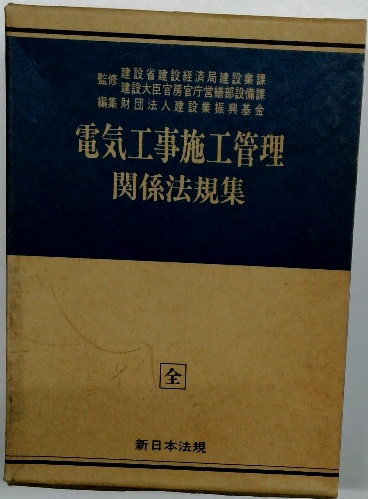 監修 建設省建設経済局建設業課
建設大臣官房官庁営繕部設備課
編集 財団法人建設業振興基金
電気工事施工管理
関係法規集
全
新日本法規